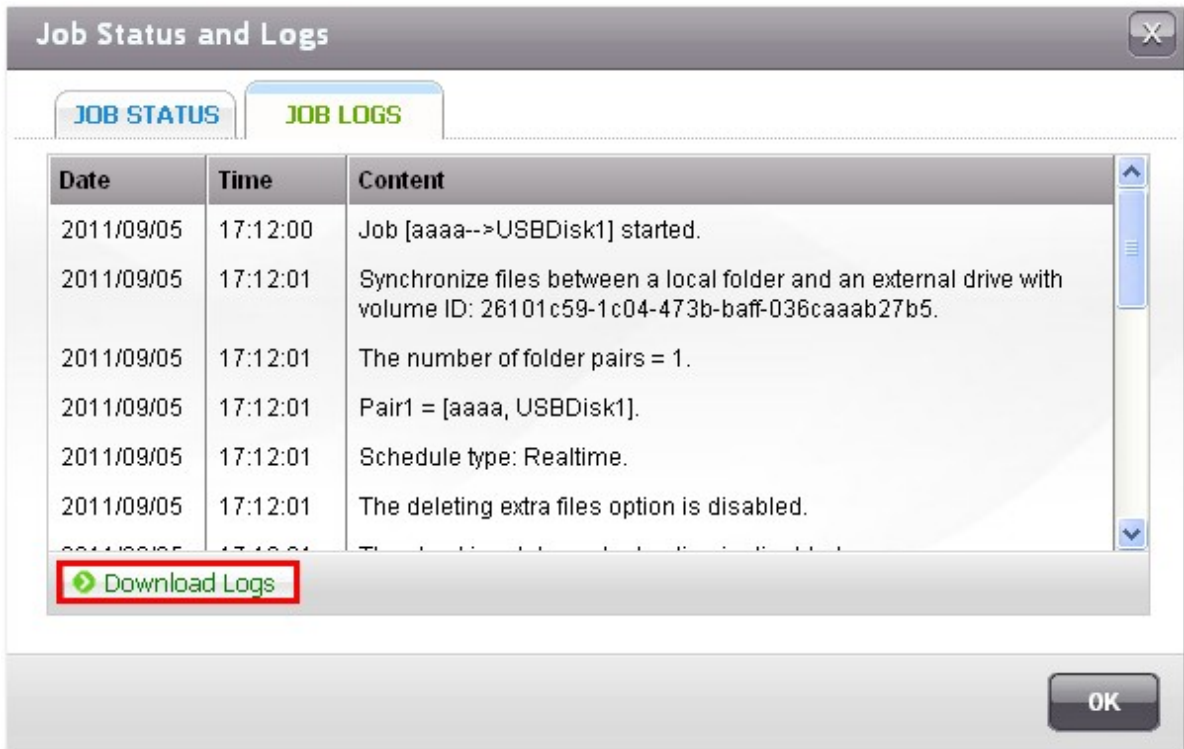 Job Status and Logs
X
JOB STATUS JOB LOGS
Date Time Content
2011/09/05 17:12:00 Job [aaaa-->USBDisk1] started.
2011/09/05 17:12:01 Synchronize files between a local folder and an external drive with
volume ID: 26101c59-1c04-473b-baff-036caaab27b5.
2011/09/05 17:12:01 The number of folder pairs = 1.
2011/09/05 17:12:01 Pair1 = [aaaa, USBDisk1].
2011/09/05 17:12:01 Schedule type: Realtime.
2011/09/05 17:12:01 The deleting extra files option is disabled.
Download Logs
OK